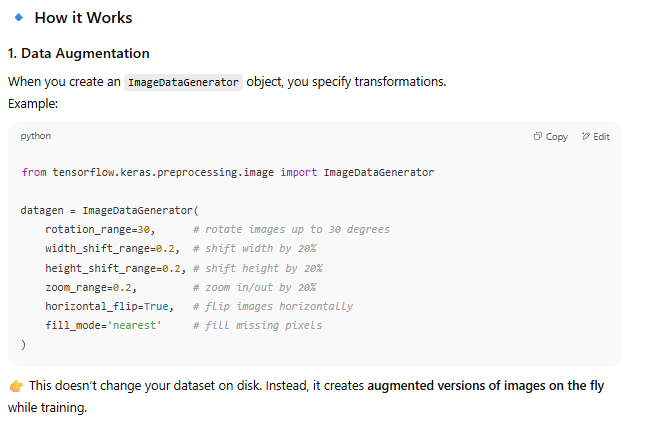 🔹 How it Works
1. Data Augmentation
When you create an ImageDataGenerator object, you specify transformations.
Example:
python
Copy
Edit
from tensorflow.keras.preprocessing.image import ImageDataGenerator
datagen = ImageDataGenerator(
    rotation_range=30,      # rotate images up to 30 degrees
    width_shift_range=0.2,  # shift width by 20%
    height_shift_range=0.2, # shift height by 20%
    zoom_range=0.2,         # zoom in/out by 20%
    horizontal_flip=True,   # flip images horizontally
    fill_mode='nearest'     # fill missing pixels
)
👉 This doesn't change your dataset on disk. Instead, it creates augmented versions of images on the fly
while training.